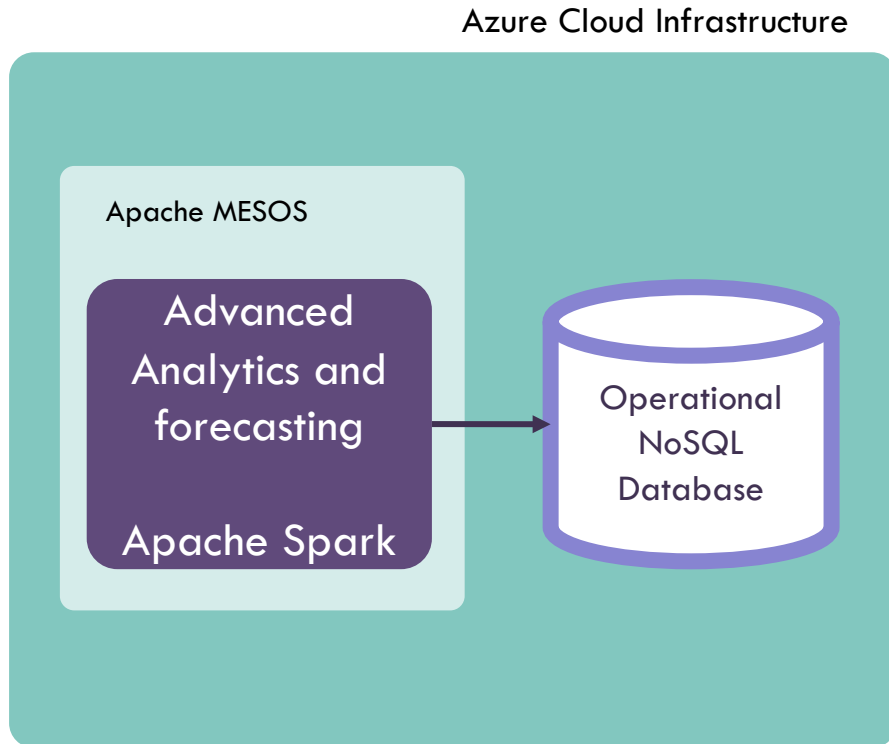 Azure Cloud Infrastructure
Apache MESOS
Advanced
Analytics and
forecasting
Apache Spark
Operational
NoSQL
Database